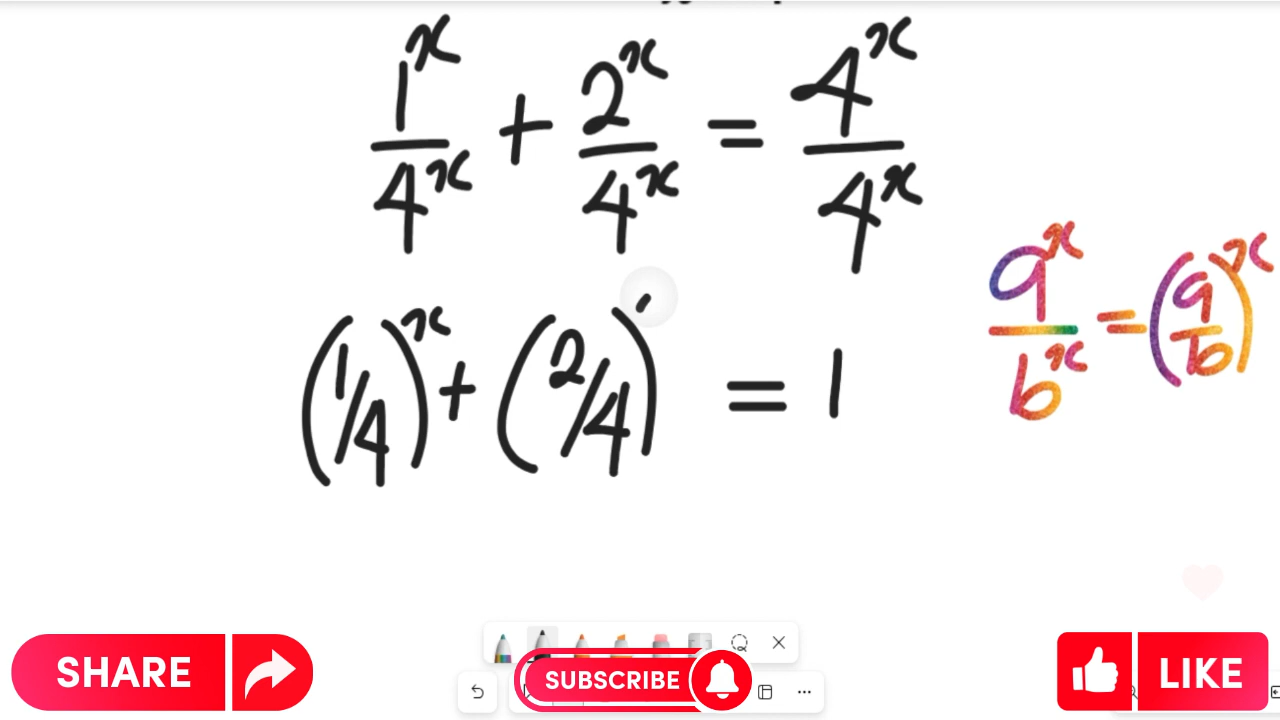 1^x/4^x + 2^x/4^x = 4^x/4^x
a^x/b^x = (a/b)^x
(1/4)^x + (2/4)' = 1
SHARE
SUBSCRIBE
LIKE